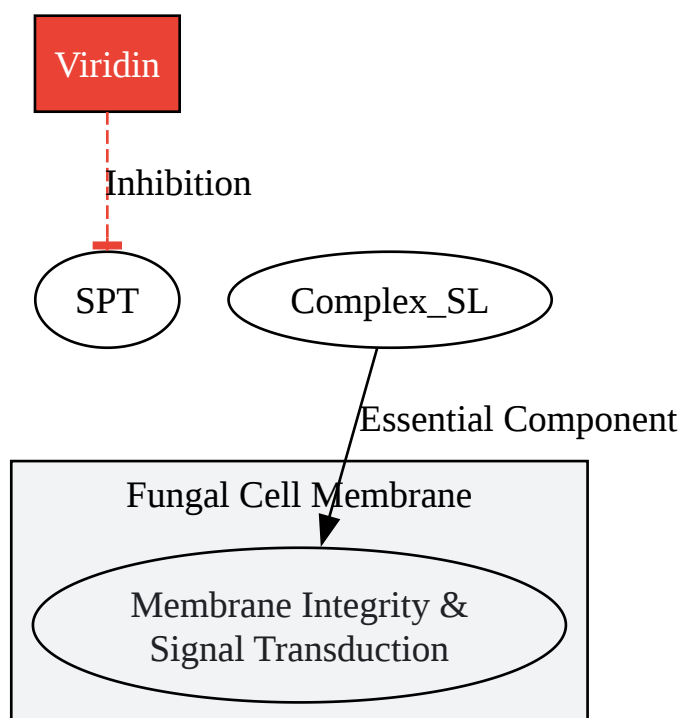 Viridin
Inhibition
SPT
Complex_SL
Essential Component
Fungal Cell Membrane
Membrane Integrity &
Signal Transduction